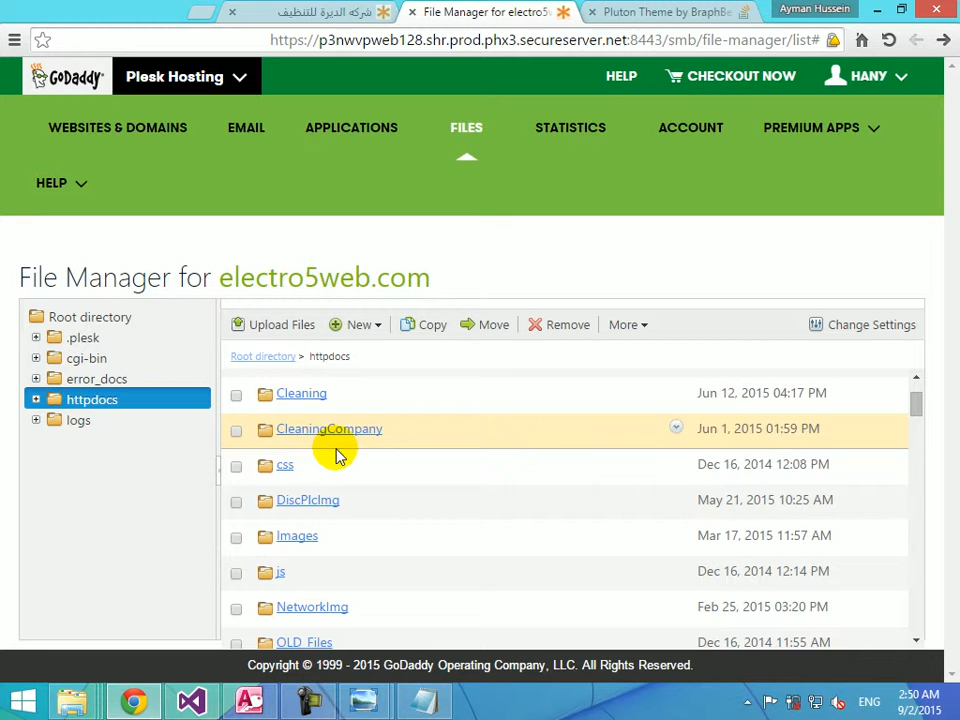 شركه الديرة للتنظيف
File Manager for electro5w
Pluton Theme by BraphBe
Ayman Hussein
https://p3nwvpweb128.shr.prod.phx3.secureserver.net:8443/smb/file-manager/list#
GoDaddy
Plesk Hosting
HELP
CHECKOUT NOW
HANY
WEBSITES & DOMAINS
EMAIL
APPLICATIONS
FILES
STATISTICS
ACCOUNT
PREMIUM APPS
HELP
File Manager for electro5web.com
Root directory
.plesk
cgi-bin
error_docs
httpdocs
logs
Upload Files
New
Copy
Move
Remove
More
Change Settings
Root directory > httpdocs
Cleaning Jun 12, 2015 04:17 PM
CleaningCompany Jun 1, 2015 01:59 PM
css Dec 16, 2014 12:08 PM
DiscPIcImg May 21, 2015 10:25 AM
Images Mar 17, 2015 11:57 AM
js Dec 16, 2014 12:14 PM
NetworkImg Feb 25, 2015 03:20 PM
OLD_Files Dec 16, 2014 11:55 AM
Copyright © 1999 - 2015 GoDaddy Operating Company, LLC. All Rights Reserved.
ENG
2:50 AM
9/2/2015